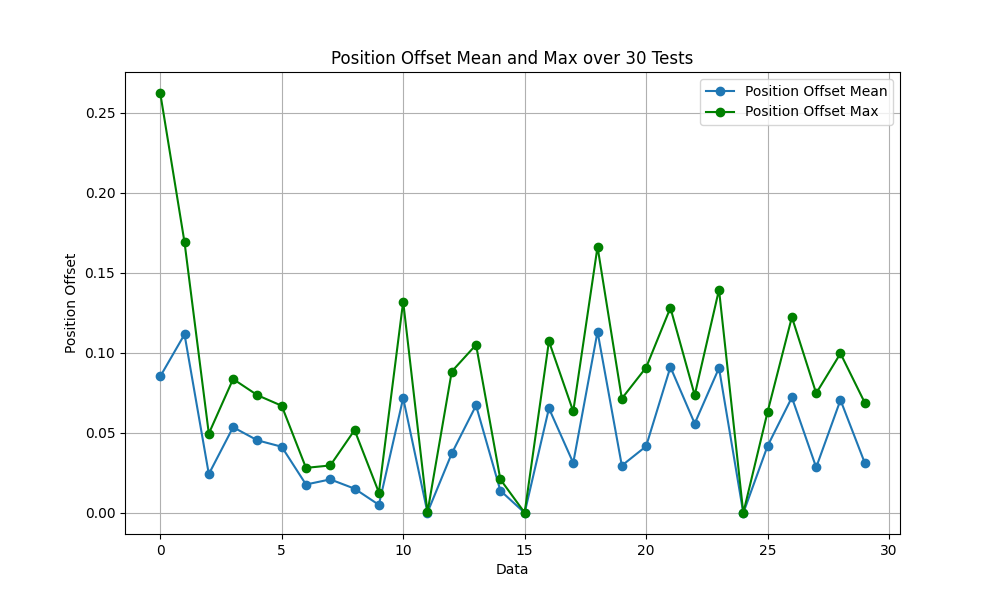 Position Offset Mean and Max over 30 Tests
Position Offset Mean
Position Offset Max
Position Offset
0.25
0.20
0.15
0.10
0.05
0.00
0 5 10 15 20 25 30
Data